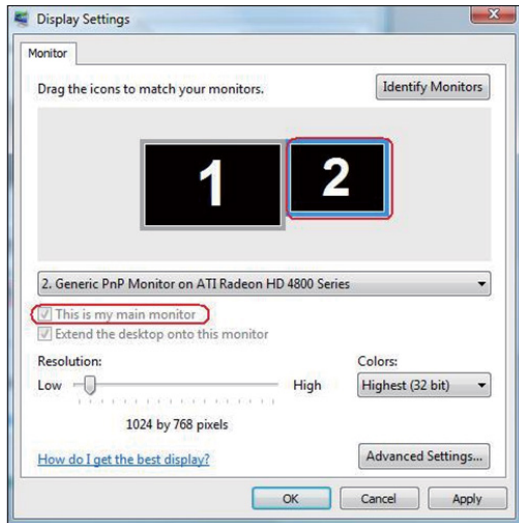 Display Settings
Monitor
Drag the icons to match your monitors.
Identify Monitors
1
2
2. Generic PnP Monitor on ATI Radeon HD 4800 Series
This is my main monitor
Extend the desktop onto this monitor
Resolution:
Colors:
Low
High
Highest (32 bit)
1024 by 768 pixels
How do I get the best display?
Advanced Settings...
OK
Cancel
Apply